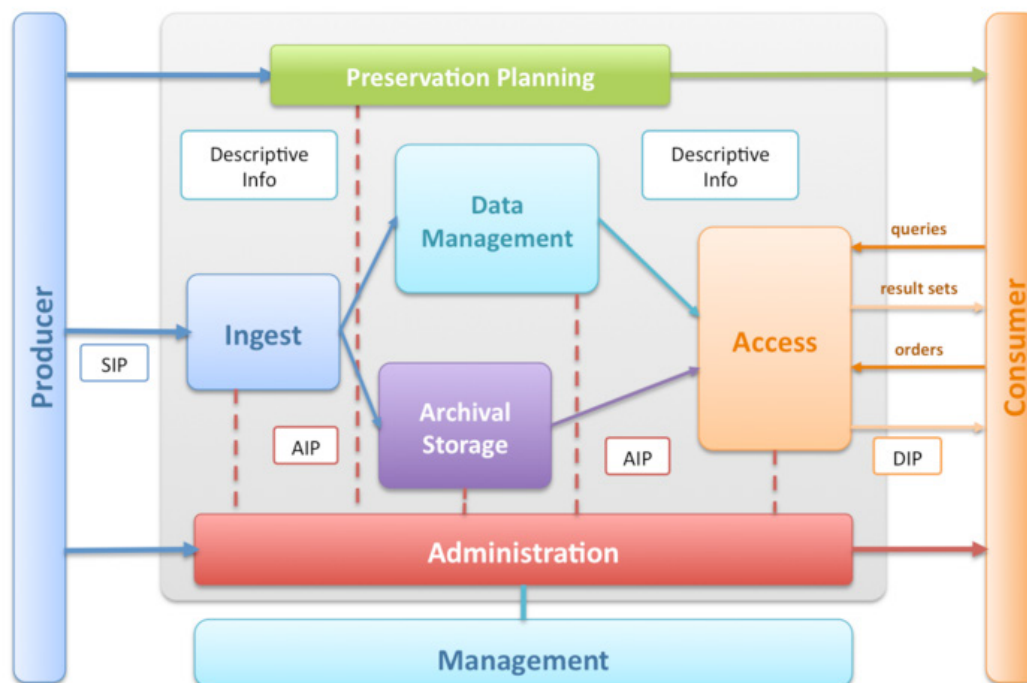 Producer
Preservation Planning
Descriptive
Info
Descriptive
Info
Data
Management
queries
result sets
orders
Ingest
Access
SIP
Archival
Storage
AIP
AIP
DIP
Administration
Management
Consumer